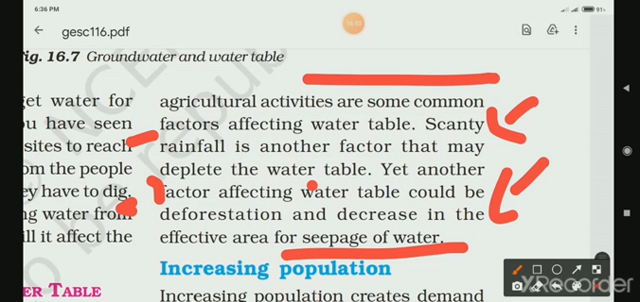 6:36 PM
91
gesc116.pdf
ig. 16.7 Groundwater and water table
get water for
u have seen
sites to reach
om the people
ey have to dig,
ng water from
ll it affect the
ER TABLE
agricultural activities are some common
factors affecting water table. Scanty
rainfall is another factor that may
deplete the water table. Yet another
factor affecting water table could be
deforestation and decrease in the
effective area for seepage of water.
Increasing population
Increasing population creates demand
XRecorder